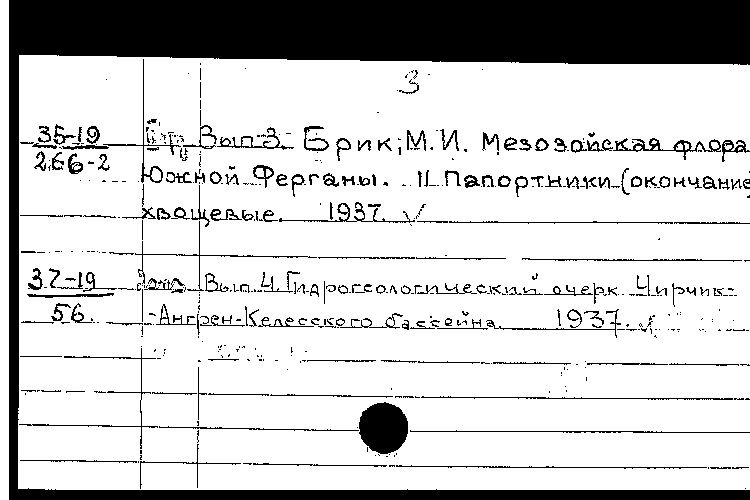 3
35-19 Вып 3. Брик, М.И. Мезозойская флора
266-2 Южной Ферганы. II Папортники (окончание)
хвощевые. 1937. √
37-19 Вып. 4. Гидрогеологический очерк Чирчик-
56. -Ангрен-Келесского бассейна. 1937. √